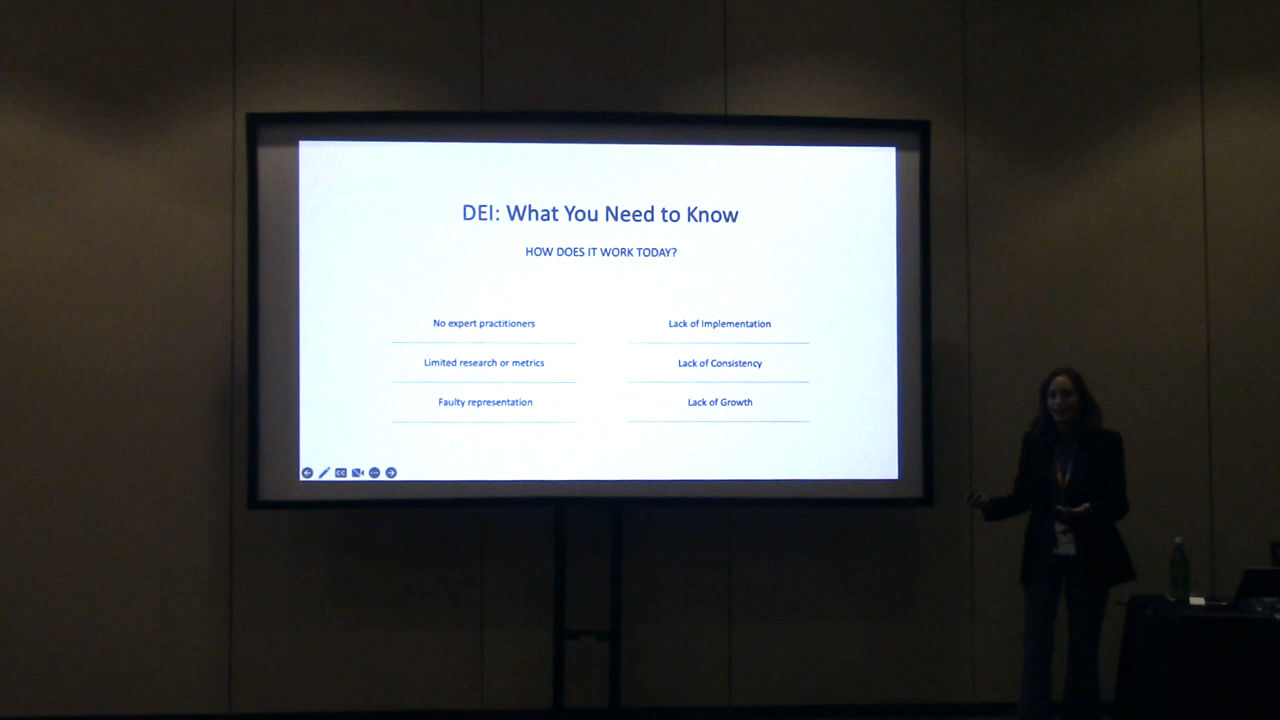 DEI: What You Need to Know
HOW DOES IT WORK TODAY?
No expert practitioners
Limited research or metrics
Faulty representation
Lack of Implementation
Lack of Consistency
Lack of Growth
CC